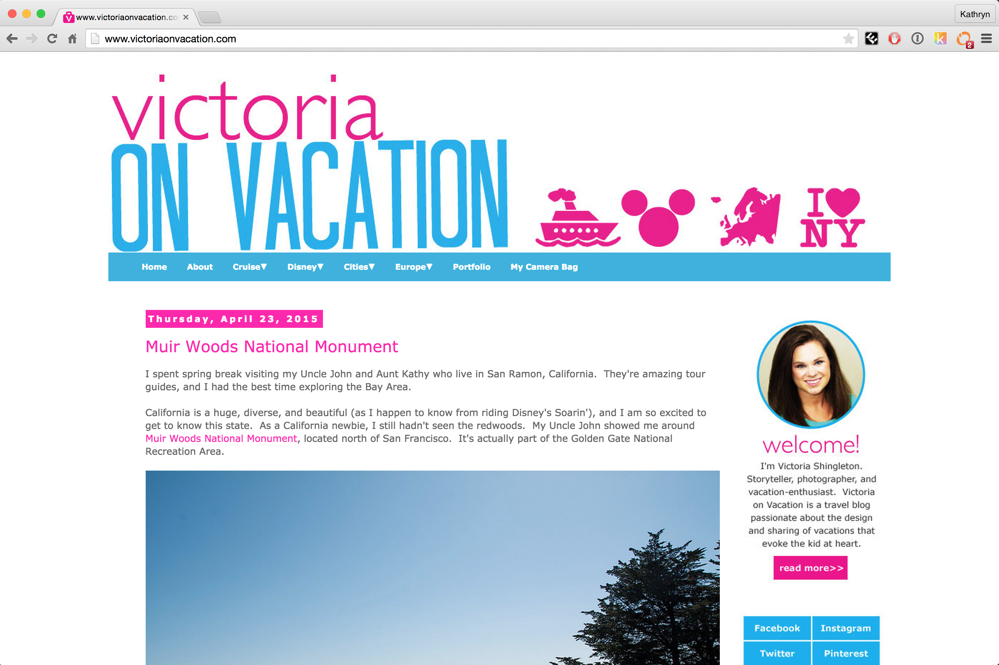 www.victoriaonvacation.co
Kathryn
www.victoriaonvacation.com
k
2
victoria
ON VACATION
I
NY
Home About Cruise▼ Disney▼ Cities▼ Europe▼ Portfolio My Camera Bag
Thursday, April 23, 2015
Muir Woods National Monument
I spent spring break visiting my Uncle John and Aunt Kathy who live in San Ramon, California.  They're amazing tour
guides, and I had the best time exploring the Bay Area.
California is a huge, diverse, and beautiful (as I happen to know from riding Disney's Soarin'), and I am so excited to
get to know this state.  As a California newbie, I still hadn't seen the redwoods.  My Uncle John showed me around
Muir Woods National Monument, located north of San Francisco.  It's actually part of the Golden Gate National
Recreation Area.
welcome!
I'm Victoria Shingleton.
Storyteller, photographer, and
vacation-enthusiast.  Victoria
on Vacation is a travel blog
passionate about the design
and sharing of vacations that
evoke the kid at heart.
read more>>
Facebook Instagram
Twitter Pinterest